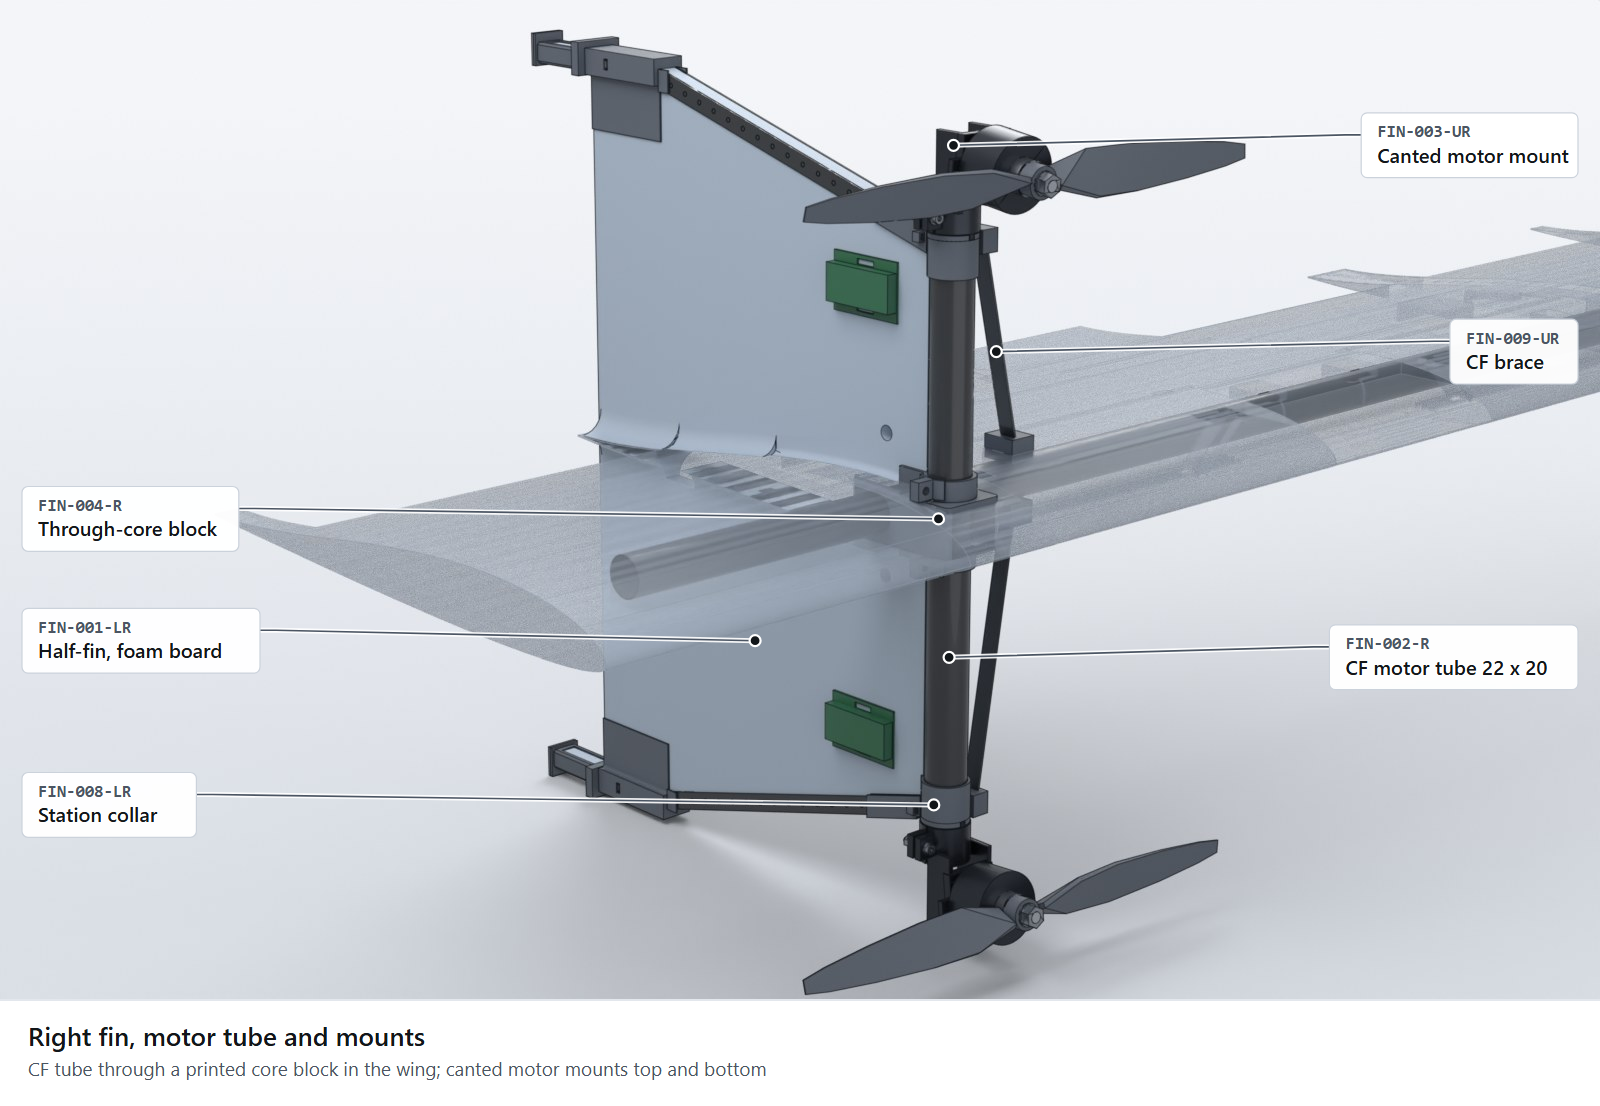 FIN-003-UR
Canted motor mount
FIN-009-UR
CF brace
FIN-004-R
Through-core block
FIN-001-LR
Half-fin, foam board
FIN-002-R
CF motor tube 22 x 20
FIN-008-LR
Station collar
Right fin, motor tube and mounts
CF tube through a printed core block in the wing; canted motor mounts top and bottom